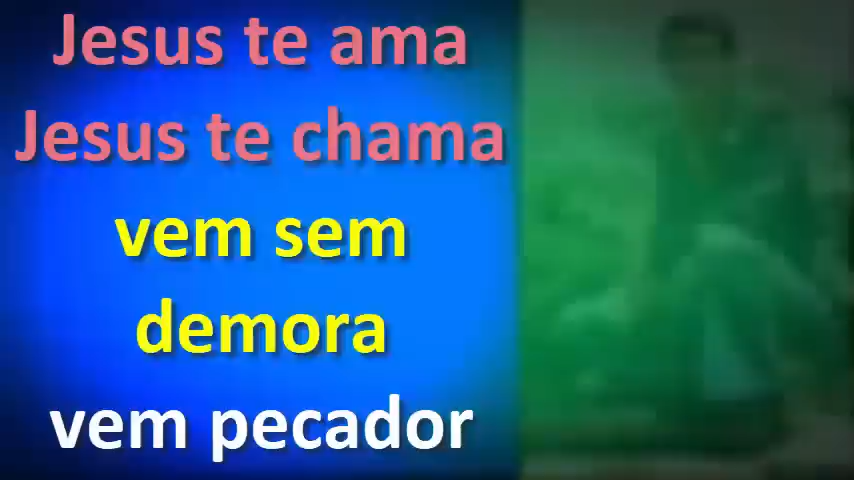 Jesus te ama
Jesus te chama
vem sem
demora
vem pecador